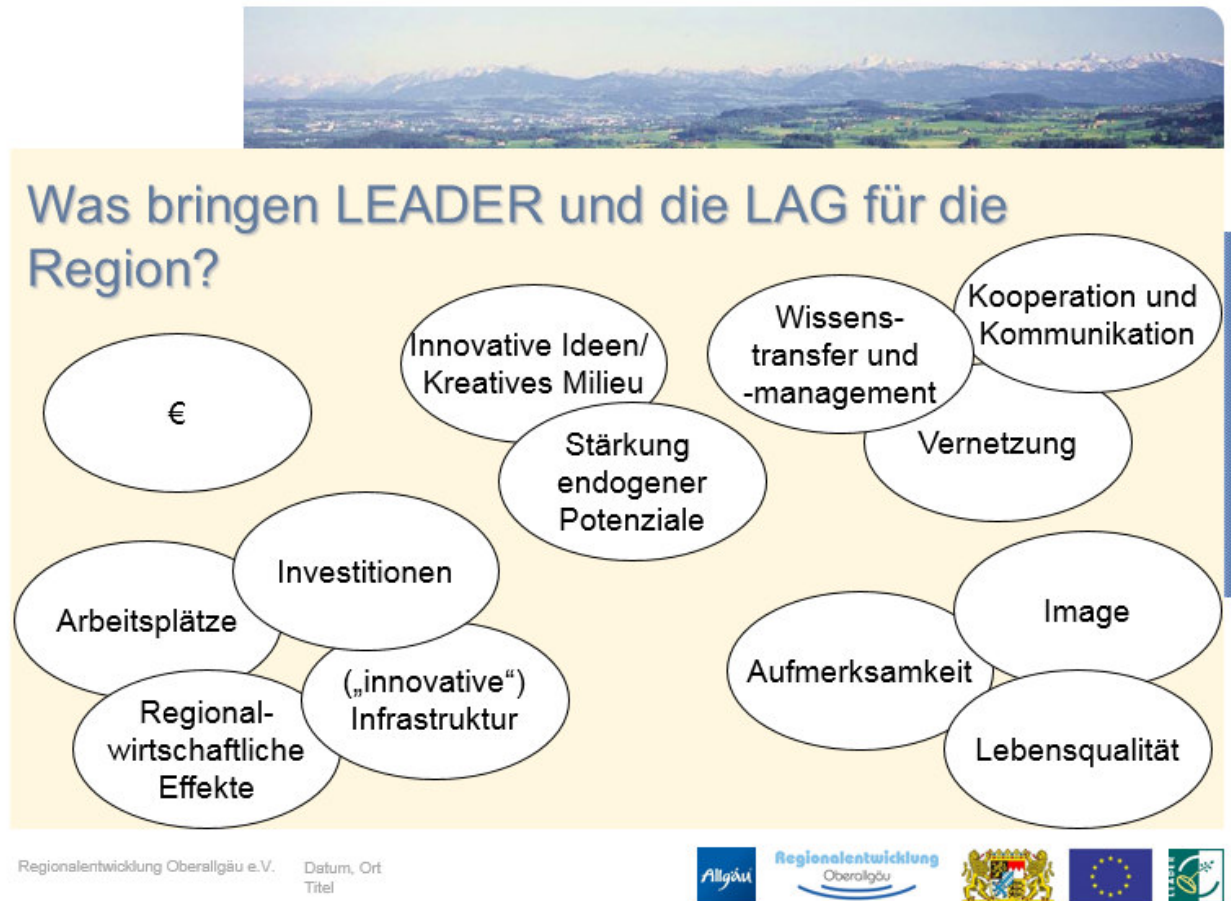 Was bringen LEADER und die LAG für die
Region?
€
Innovative Ideen/
Kreatives Milieu
Stärkung
endogener
Potenziale
Wissens-
transfer und
-management
Kooperation und
Kommunikation
Vernetzung
Investitionen
Arbeitsplätze
Regional-
wirtschaftliche
Effekte
(„innovative“)
Infrastruktur
Aufmerksamkeit
Image
Lebensqualität
Regionalentwicklung Oberallgäu e.V.
Datum, Ort
Titel
Allgäu
Regionalentwicklung
Oberallgäu
LEADER